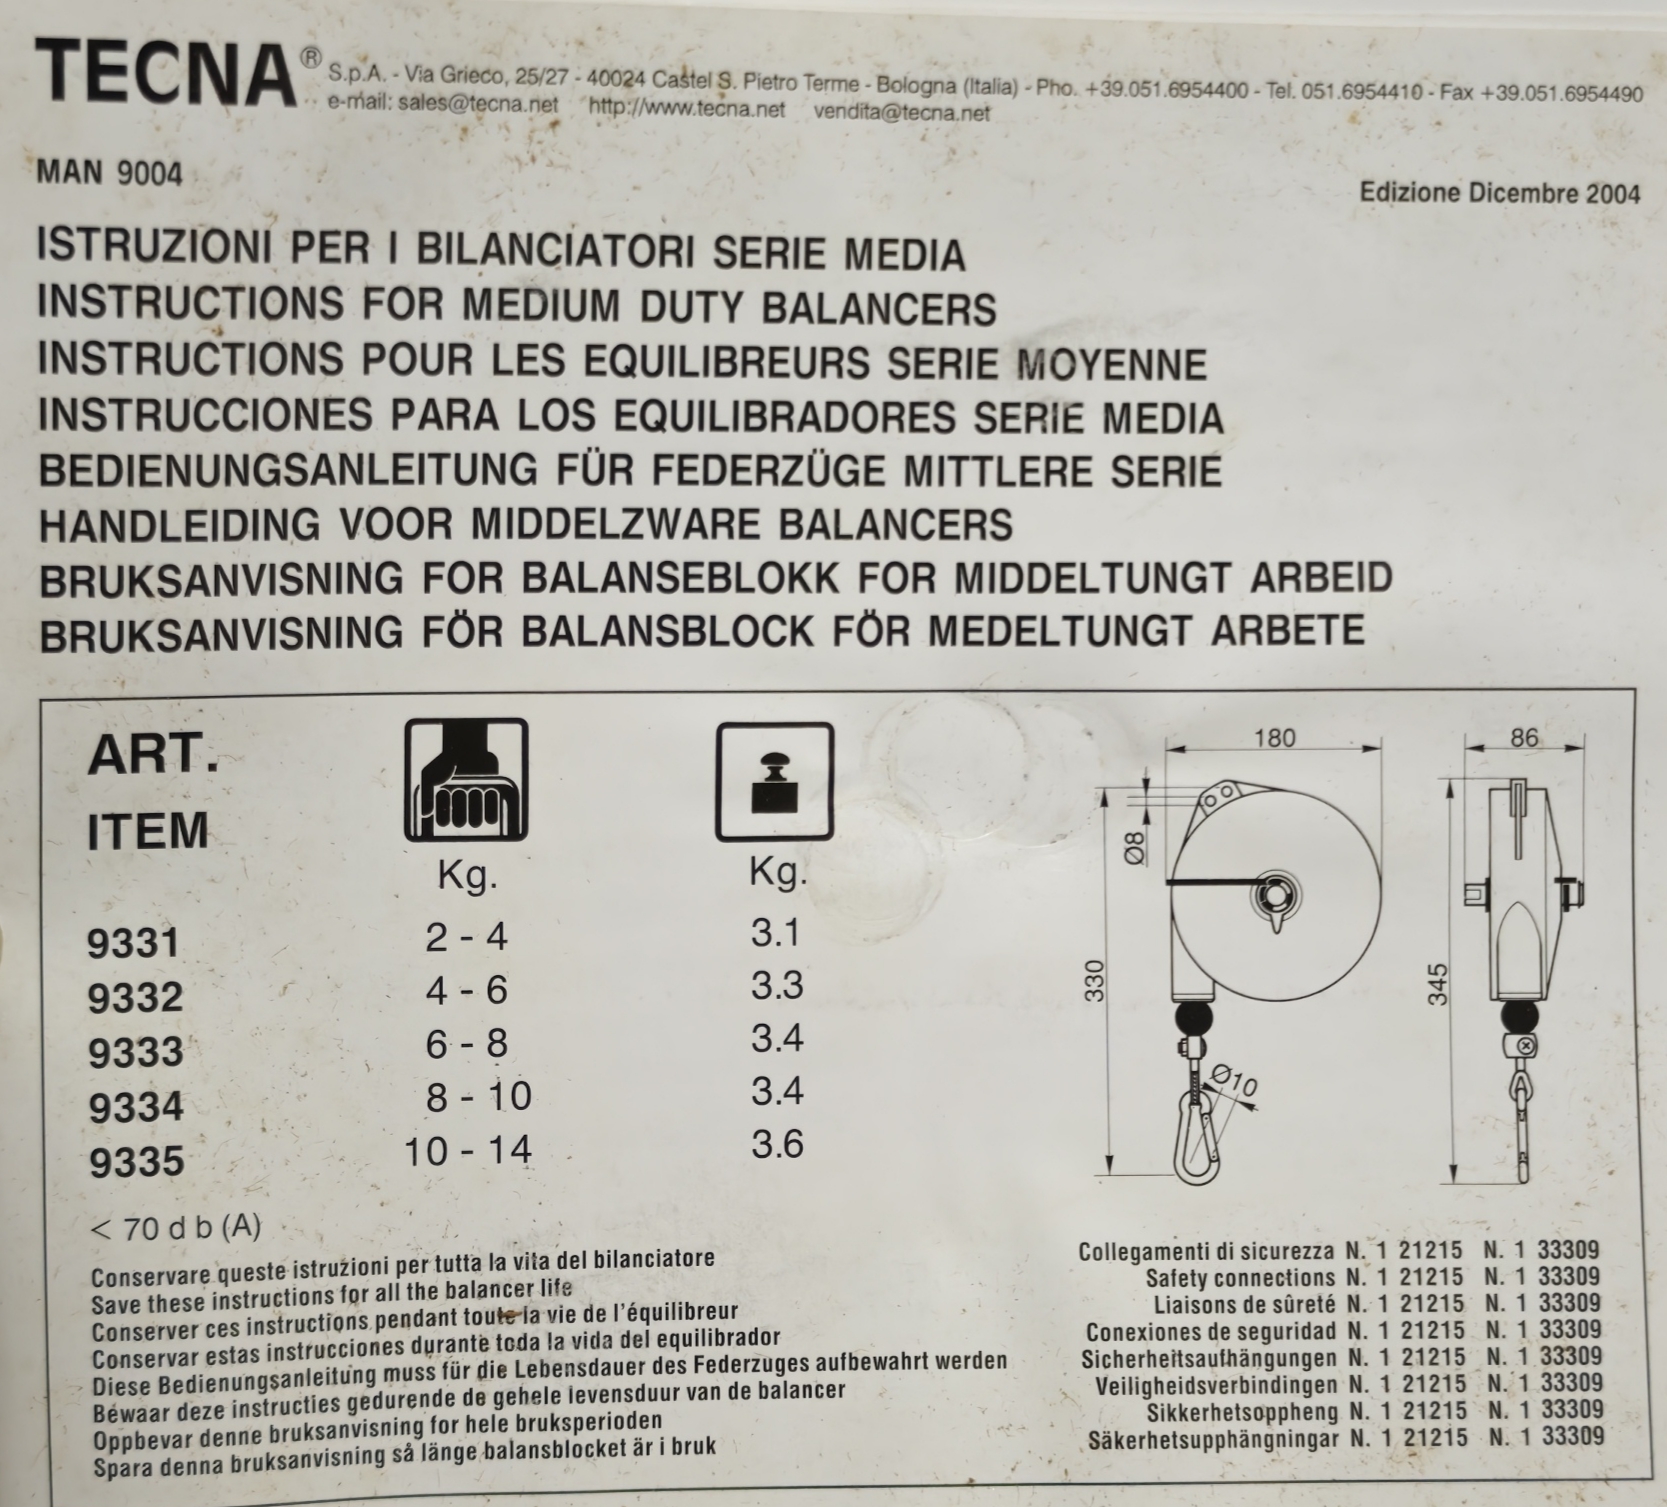 TECNA® S.p.A. - Via Grieco, 25/27 - 40024 Castel S. Pietro Terme - Bologna (Italia) - Pho. +39.051.6954400 - Tel. 051.6954410 - Fax +39.051.6954490
e-mail: sales@tecna.net http://www.tecna.net vendita@tecna.net
MAN 9004
Edizione Dicembre 2004
ISTRUZIONI PER I BILANCIATORI SERIE MEDIA
INSTRUCTIONS FOR MEDIUM DUTY BALANCERS
INSTRUCTIONS POUR LES EQUILIBREURS SERIE MOYENNE
INSTRUCCIONES PARA LOS EQUILIBRADORES SERIE MEDIA
BEDIENUNGSANLEITUNG FÜR FEDERZÜGE MITTLERE SERIE
HANDLEIDING VOOR MIDDELZWARE BALANCERS
BRUKSANVISNING FOR BALANSEBLOKK FOR MIDDELTUNGT ARBEID
BRUKSANVISNING FÖR BALANSBLOCK FÖR MEDELTUNGT ARBETE
ART.
ITEM
Kg. Kg.
9331 2 - 4 3.1
9332 4 - 6 3.3
9333 6 - 8 3.4
9334 8 - 10 3.4
9335 10 - 14 3.6
180
86
Ø8
330
345
Ø10
< 70 d b (A)
Conservare queste istruzioni per tutta la vita del bilanciatore
Save these instructions for all the balancer life
Conserver ces instructions pendant toute la vie de l'équilibreur
Conservar estas instrucciones durante toda la vida del equilibrador
Diese Bedienungsanleitung muss für die Lebensdauer des Federzuges aufbewahrt werden
Bewaar deze instructies gedurende de gehele levensduur van de balancer
Oppbevar denne bruksanvisning for hele bruksperioden
Spara denna bruksanvisning så länge balansblocket är i bruk
Collegamenti di sicurezza N. 1 21215 N. 1 33309
Safety connections N. 1 21215 N. 1 33309
Liaisons de sûreté N. 1 21215 N. 1 33309
Conexiones de seguridad N. 1 21215 N. 1 33309
Sicherheitsaufhängungen N. 1 21215 N. 1 33309
Veiligheidsverbindingen N. 1 21215 N. 1 33309
Sikkerhetsoppheng N. 1 21215 N. 1 33309
Säkerhetsupphängningar N. 1 21215 N. 1 33309